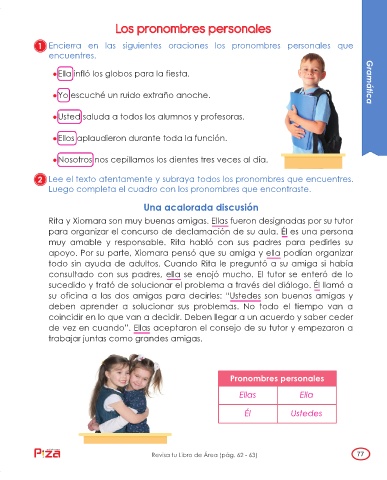 Los pronombres personales
1 Encierra en las siguientes oraciones los pronombres personales que
encuentres.
• Ella infló los globos para la fiesta.
• Yo escuché un ruido extraño anoche.
• Usted saluda a todos los alumnos y profesoras.
• Ellos aplaudieron durante toda la función.
• Nosotros nos cepillamos los dientes tres veces al día.
Gramática
2 Lee el texto atentamente y subraya todos los pronombres que encuentres.
Luego completa el cuadro con los pronombres que encontraste.
Una acalorada discusión
Rita y Xiomara son muy buenas amigas. Ellas fueron designadas por su tutor
para organizar el concurso de declamación de su aula. Él es una persona
muy amable y responsable. Rita habló con sus padres para pedirles su
apoyo. Por su parte, Xiomara pensó que su amiga y ella podían organizar
todo sin ayuda de adultos. Cuando Rita le preguntó a su amiga si había
consultado con sus padres, ella se enojó mucho. El tutor se enteró de lo
sucedido y trató de solucionar el problema a través del diálogo. Él llamó a
su oficina a las dos amigas para decirles: “Ustedes son buenas amigas y
deben aprender a solucionar sus problemas. No todo el tiempo van a
coincidir en lo que van a decidir. Deben llegar a un acuerdo y saber ceder
de vez en cuando”. Ellas aceptaron el consejo de su tutor y empezaron a
trabajar juntas como grandes amigas.
Pronombres personales
Ellas Ella
Él Ustedes
Pizza
Revisa tu Libro de Área (pág. 62 - 63)
77